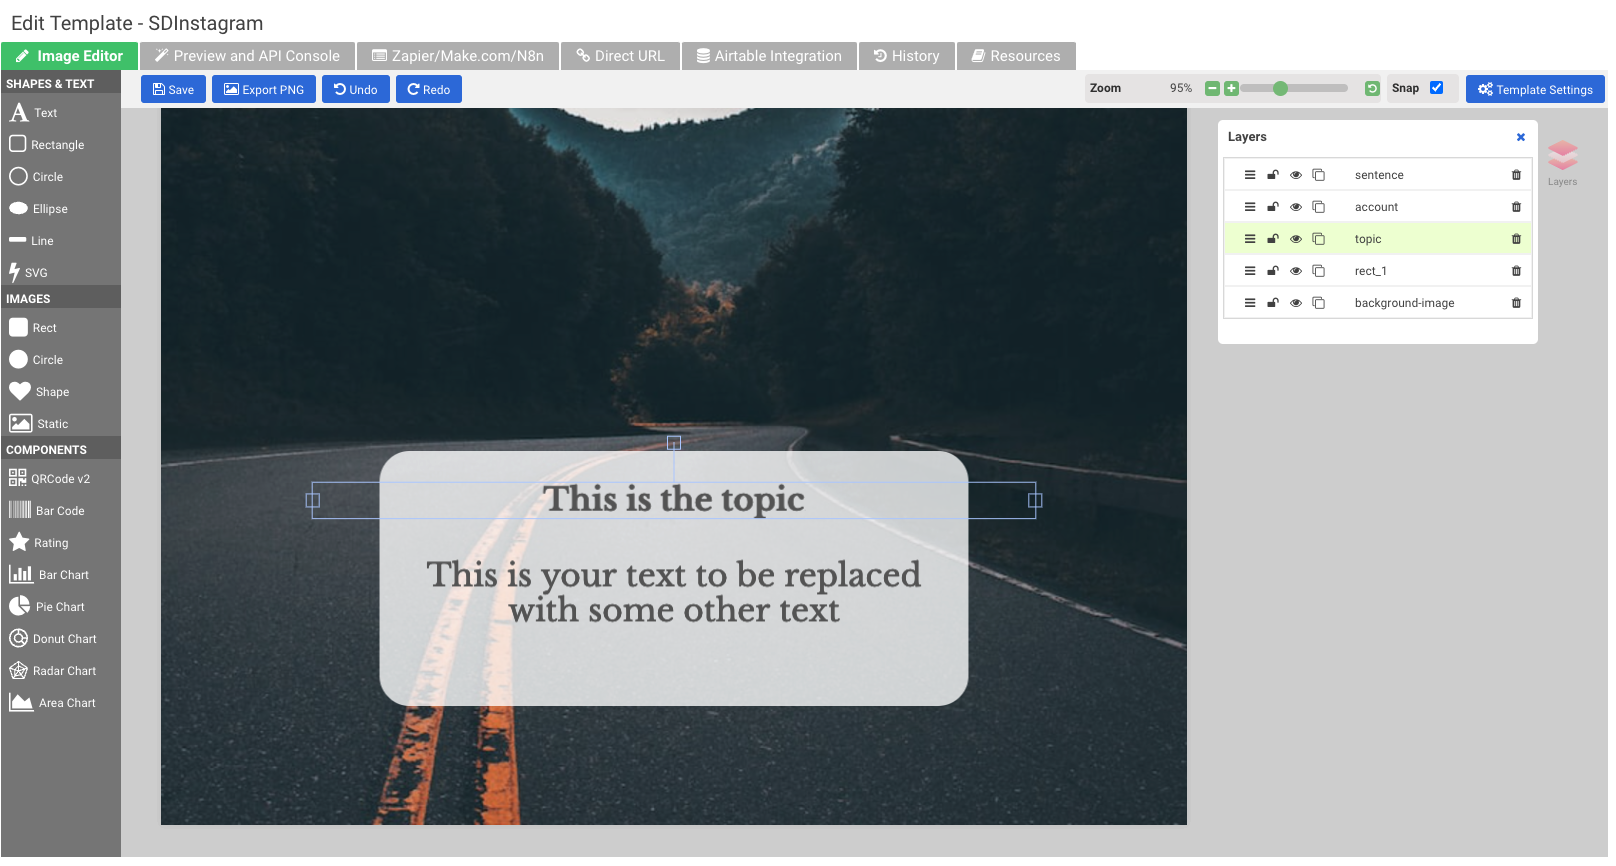 Edit Template - SDInstagram
Image Editor
Preview and API Console
Zapier/Make.com/N8n
Direct URL
Airtable Integration
History
Resources
SHAPES & TEXT
Save
Export PNG
Undo
Redo
Zoom
95%
Snap
Template Settings
Text
Rectangle
Circle
Ellipse
Line
SVG
IMAGES
Rect
Circle
Shape
Static
COMPONENTS
QRCode v2
Bar Code
Rating
Bar Chart
Pie Chart
Donut Chart
Radar Chart
Area Chart
This is the topic
This is your text to be replaced
with some other text
Layers
sentence
account
topic
rect_1
background-image
Layers